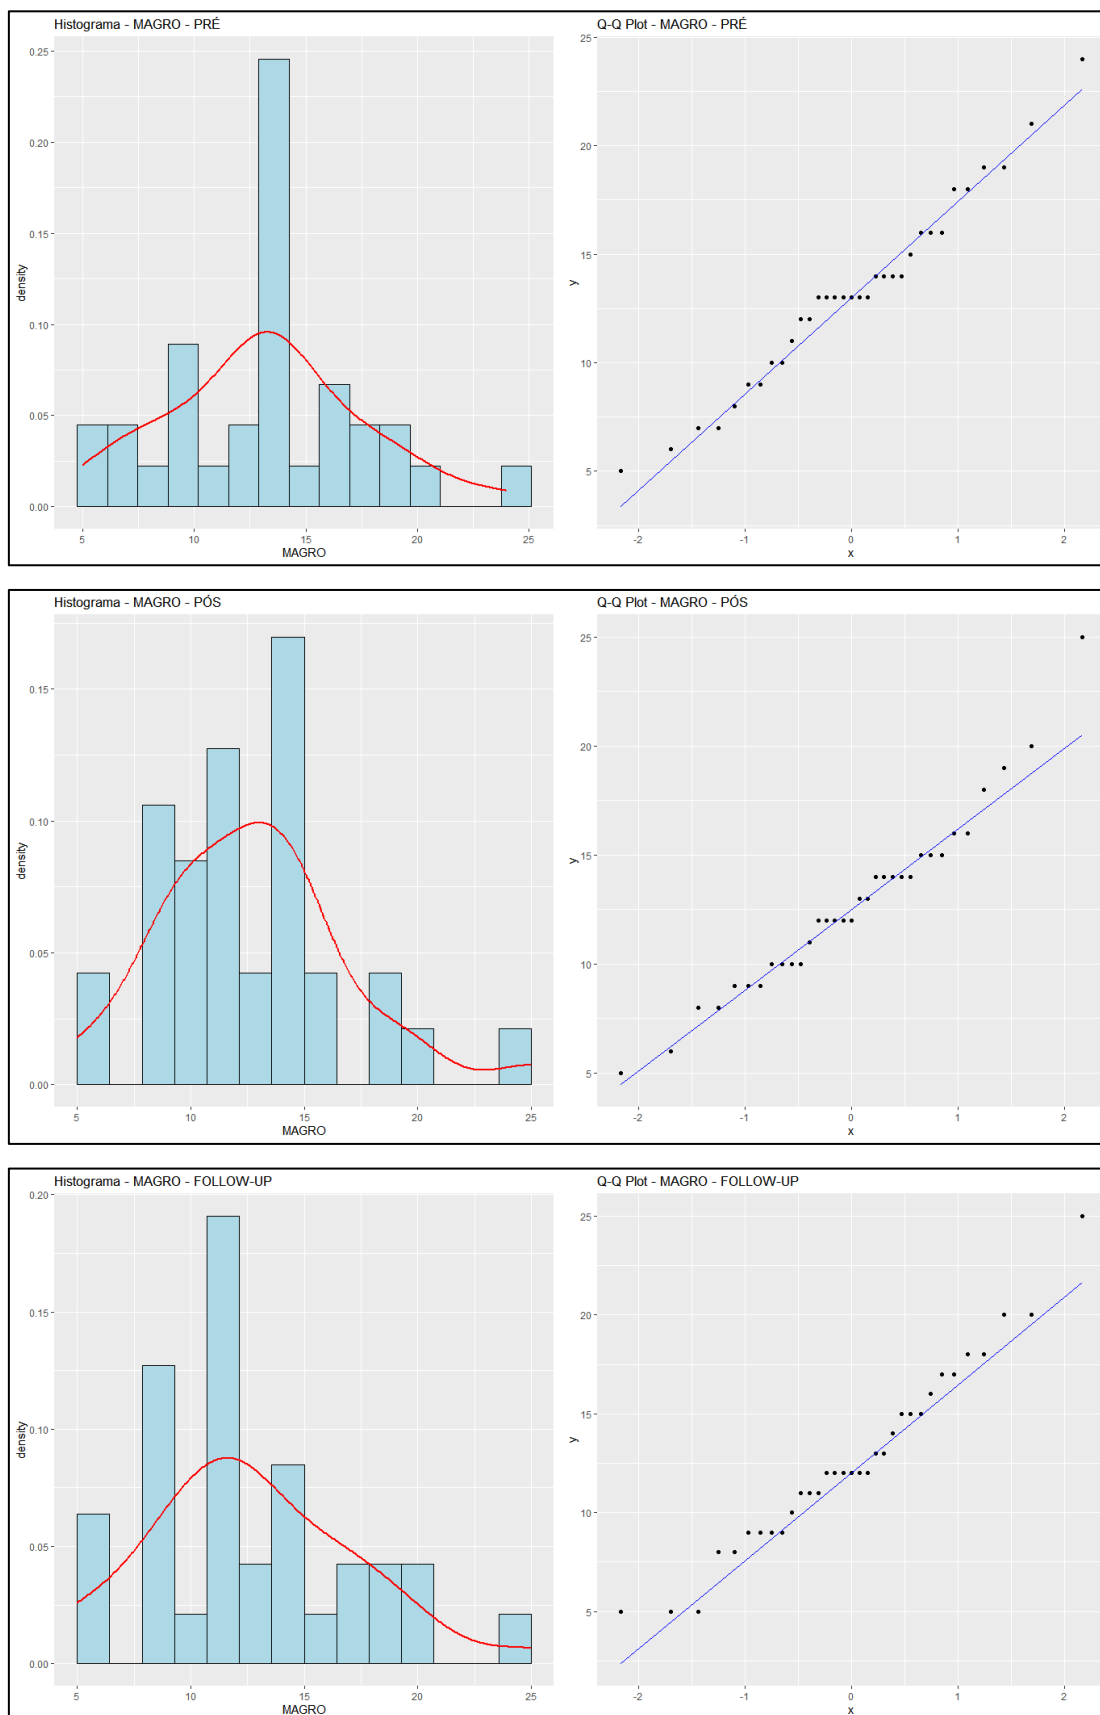 Histograma - MAGRO - PRÉ
0.25
0.20
0.15
0.10
0.05
0.00
density
5 10 15 20 25
MAGRO
Q-Q Plot - MAGRO - PRÉ
25
20
15
10
5
y
-2 -1 0 1 2
x
Histograma - MAGRO - PÓS
0.15
0.10
0.05
0.00
density
5 10 15 20 25
MAGRO
Q-Q Plot - MAGRO - PÓS
25
20
15
10
5
y
-2 -1 0 1 2
x
Histograma - MAGRO - FOLLOW-UP
0.20
0.15
0.10
0.05
0.00
density
5 10 15 20 25
MAGRO
Q-Q Plot - MAGRO - FOLLOW-UP
25
20
15
10
5
y
-2 -1 0 1 2
x